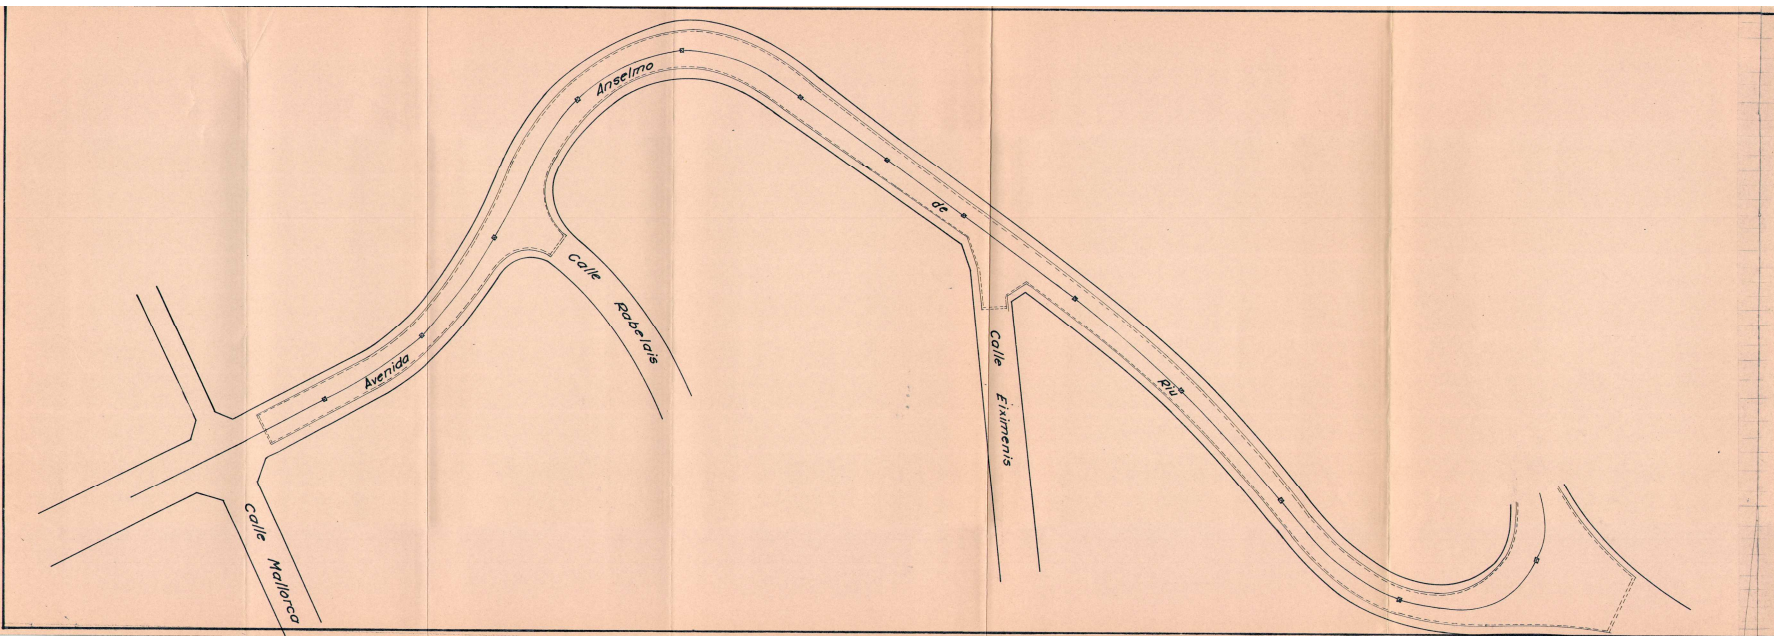 Avenida Anselmo de Riu
Calle Rabelais
Calle Eiximenis
Calle Mallorca